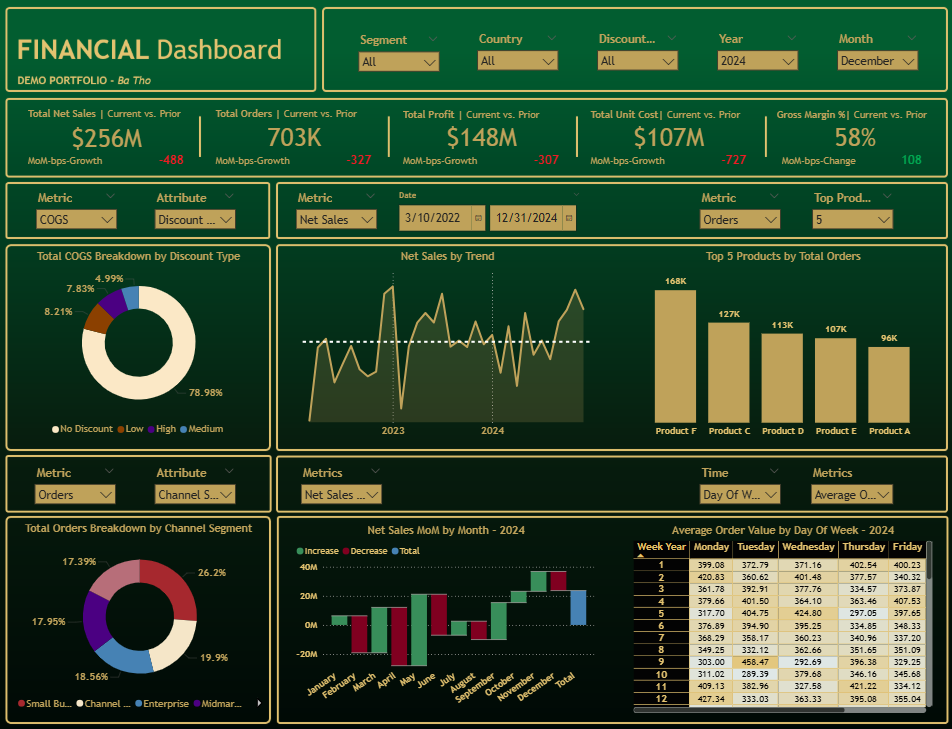 FINANCIAL Dashboard
DEMO PORTFOLIO - Ba Tho
Segment Country Discount... Year Month
All All All 2024 December
Total Net Sales | Current vs. Prior
$256M
MoM-bps-Growth -488
Total Orders | Current vs. Prior
703K
MoM-bps-Growth -327
Total Profit | Current vs. Prior
$148M
MoM-bps-Growth -307
Total Unit Cost| Current vs. Prior
$107M
MoM-bps-Growth -727
Gross Margin %| Current vs. Prior
58%
MoM-bps-Change 108
Metric Attribute
COGS Discount ...
Metric Date
Net Sales 3/10/2022 12/31/2024
Metric Top Prod...
Orders 5
Total COGS Breakdown by Discount Type
4.99%
7.83%
8.21%
78.98%
No Discount Low High Medium
Net Sales by Trend
2023 2024
Top 5 Products by Total Orders
168K
127K
113K
107K
96K
Product F Product C Product D Product E Product A
Metric Attribute
Orders Channel S...
Metrics
Net Sales ...
Time Metrics
Day Of W... Average O...
Total Orders Breakdown by Channel Segment
17.39%
26.2%
17.95%
19.9%
18.56%
Small Bu... Channel ... Enterprise Midmar...
Net Sales MoM by Month - 2024
Increase Decrease Total
40M
20M
0M
-20M
January February March April May June July August September October November December Total
Average Order Value by Day Of Week - 2024
Week Year Monday Tuesday Wednesday Thursday Friday
1 399.08 372.79 371.16 402.54 400.23
2 420.83 360.62 401.48 377.57 340.32
3 361.78 392.91 377.76 334.57 373.87
4 379.66 401.50 364.10 363.46 407.53
5 317.70 404.75 424.80 297.05 397.65
6 376.89 394.90 395.25 334.85 348.33
7 368.29 358.17 360.23 340.96 337.20
8 349.25 332.12 362.66 351.65 351.09
9 303.00 458.47 292.69 396.38 329.25
10 311.02 289.39 379.68 346.16 345.68
11 409.13 382.96 327.58 421.22 334.12
12 427.34 333.03 363.33 395.08 355.04